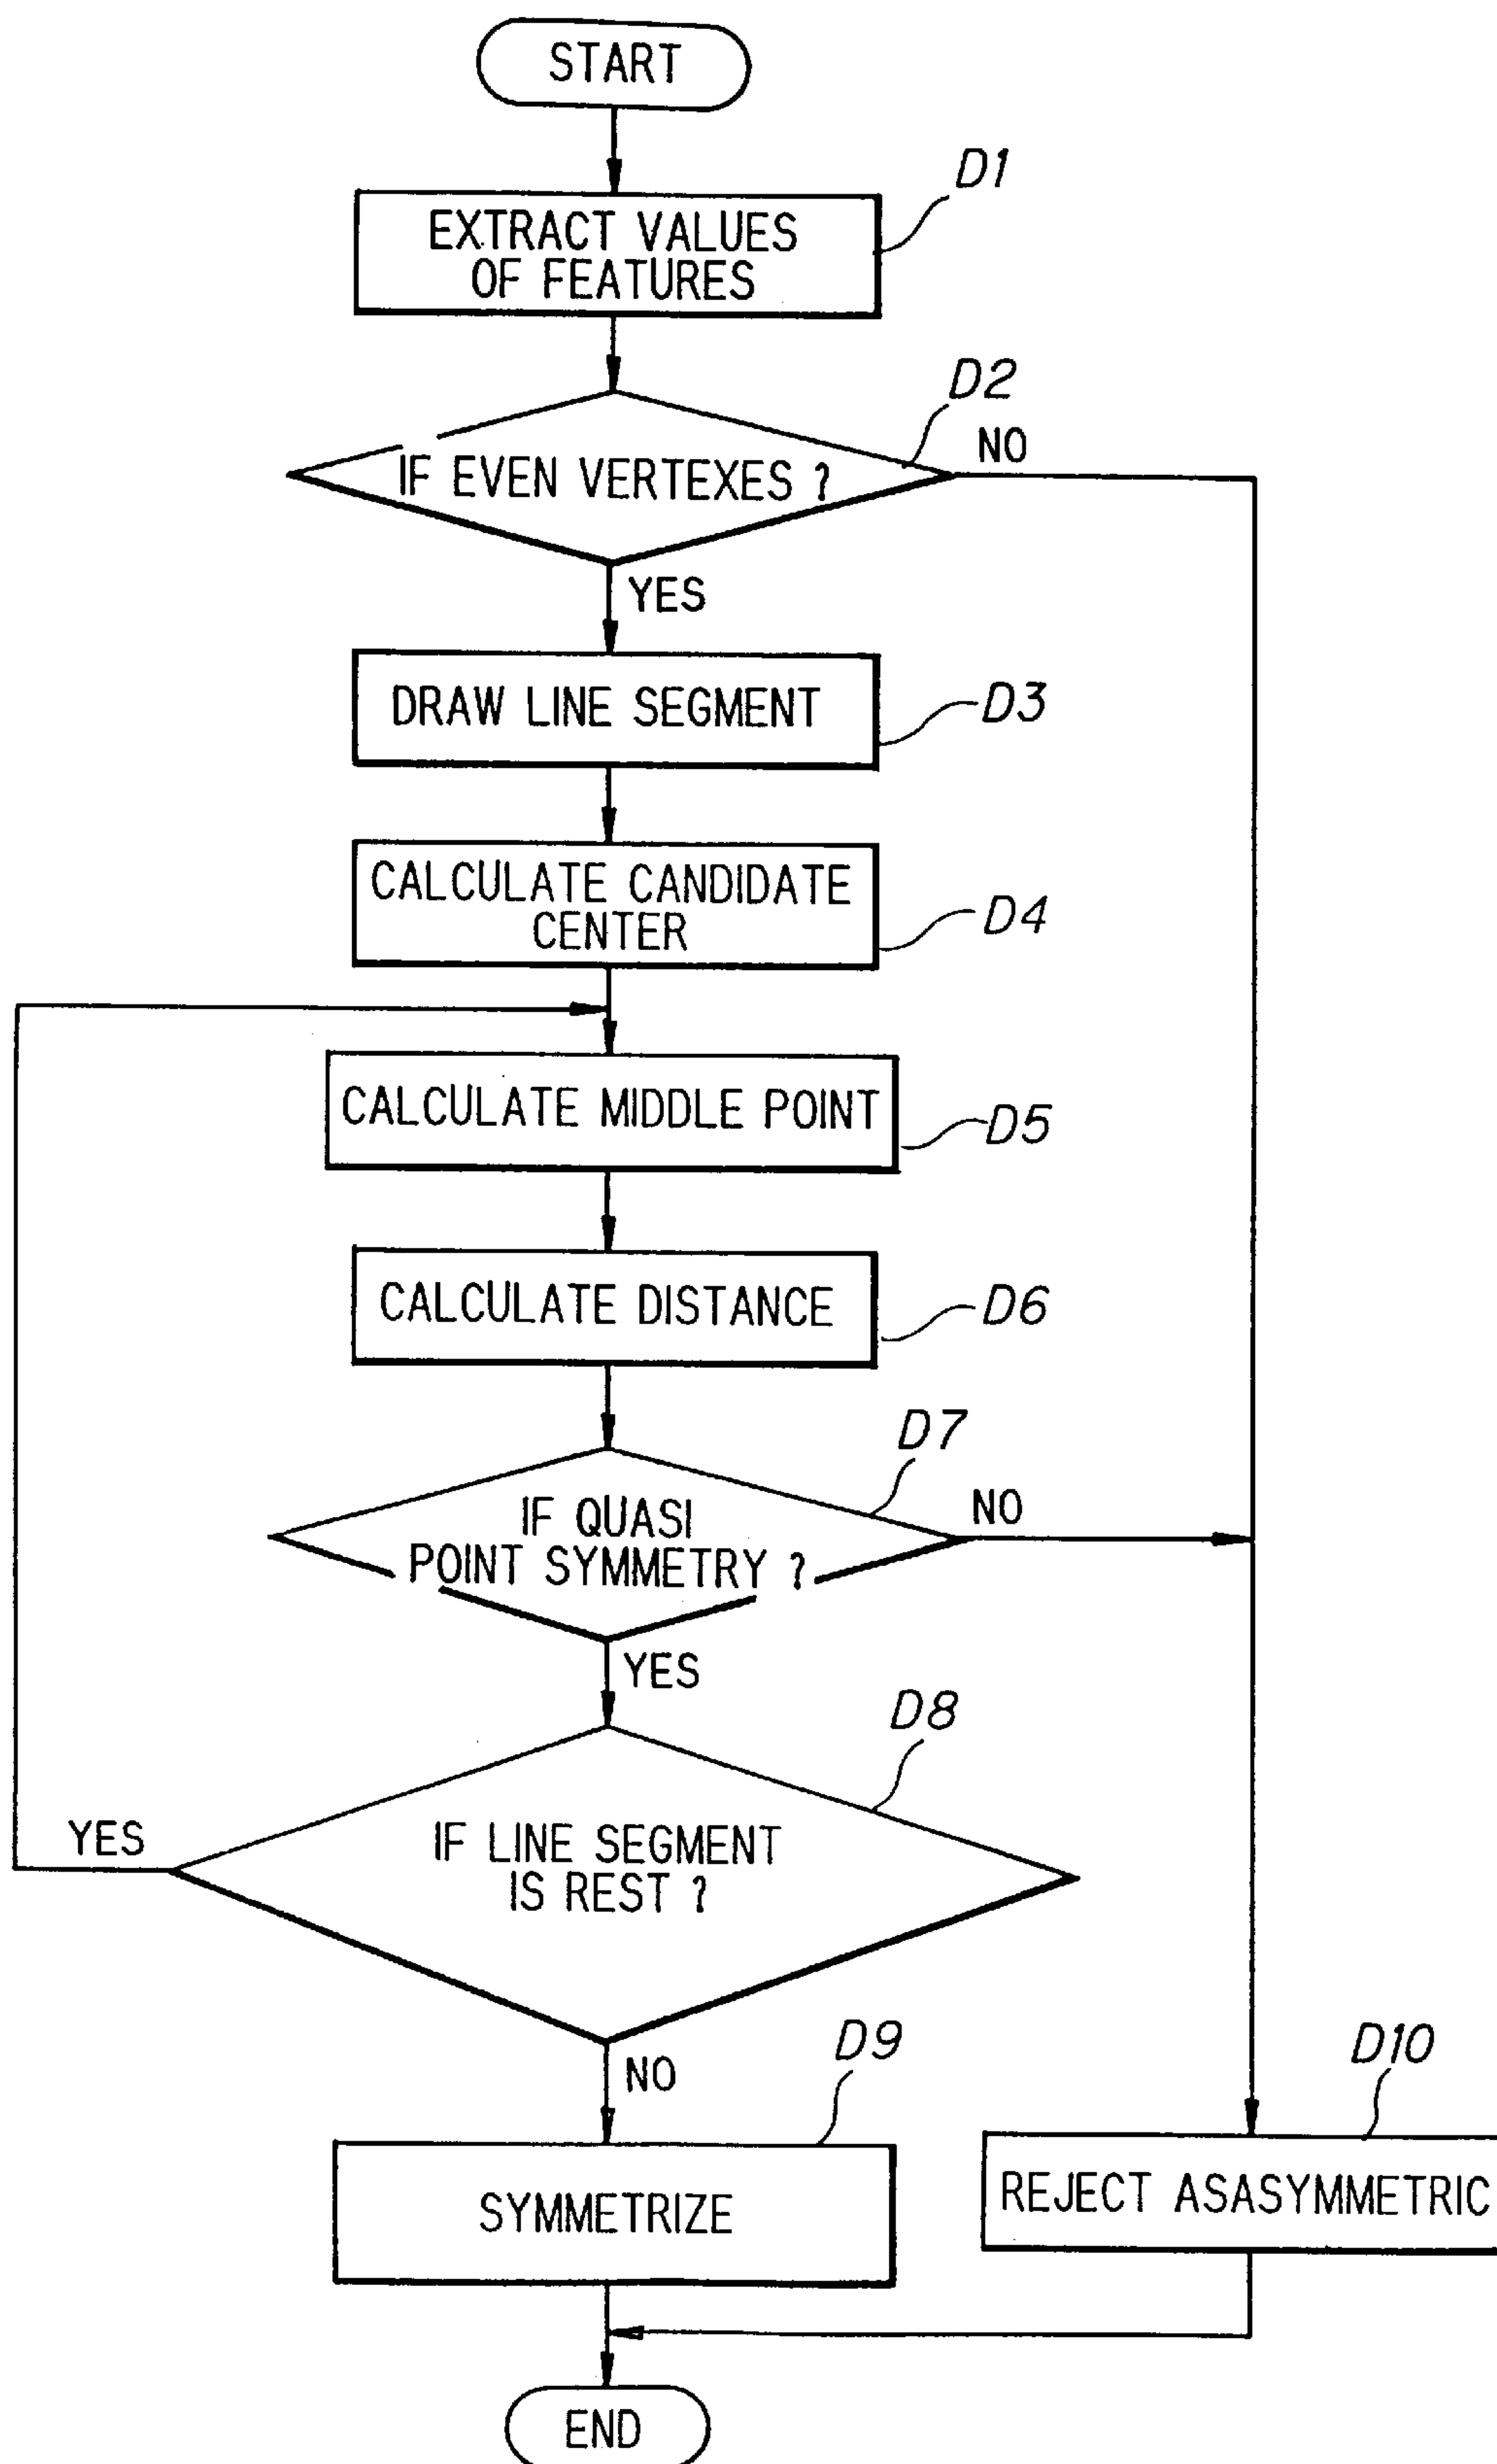 START
D1
EXTRACT VALUES
OF FEATURES
D2
NO
IF EVEN VERTEXES ?
YES
DRAW LINE SEGMENT
D3
CALCULATE CANDIDATE
CENTER
D4
CALCULATE MIDDLE POINT
D5
CALCULATE DISTANCE
D6
D7
NO
IF QUASI
POINT SYMMETRY ?
YES
D8
YES
IF LINE SEGMENT
IS REST ?
NO
D9
D10
SYMMETRIZE
REJECT ASASYMMETRIC
END